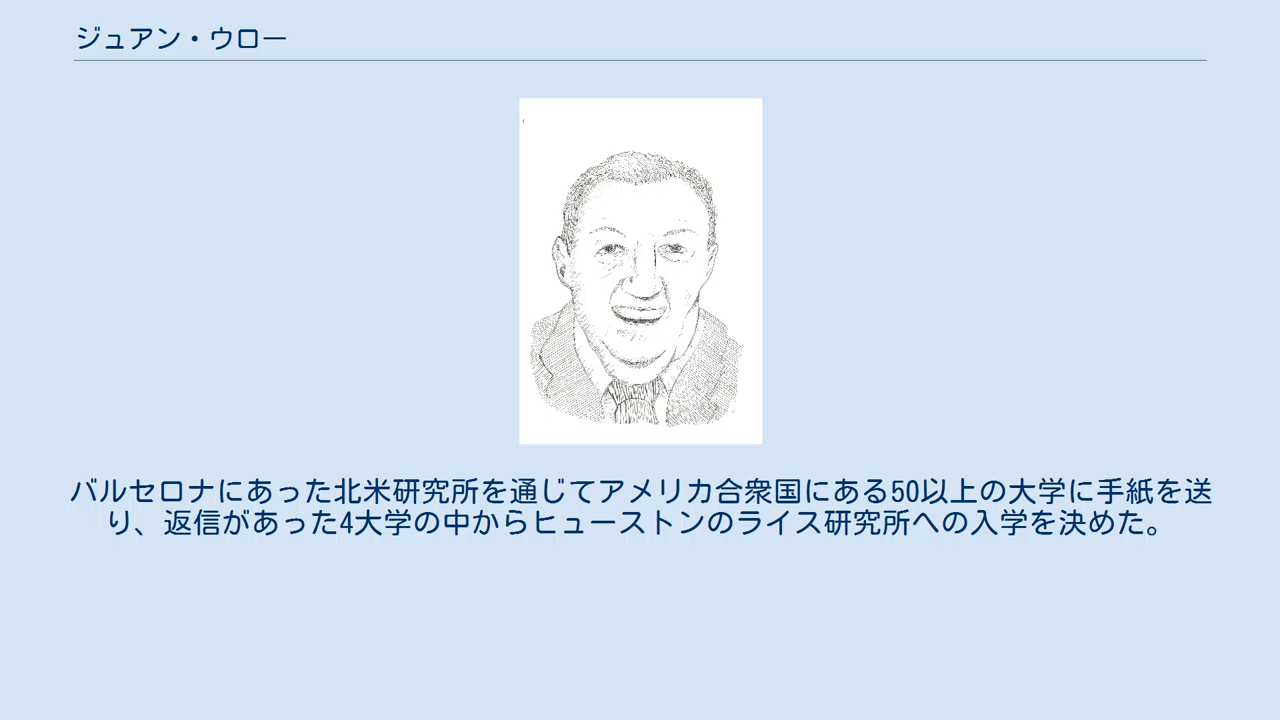 ジュアン・ウロー
バルセロナにあった北米研究所を通じてアメリカ合衆国にある50以上の大学に手紙を送
り、返信があった4大学の中からヒューストンのライス研究所への入学を決めた。